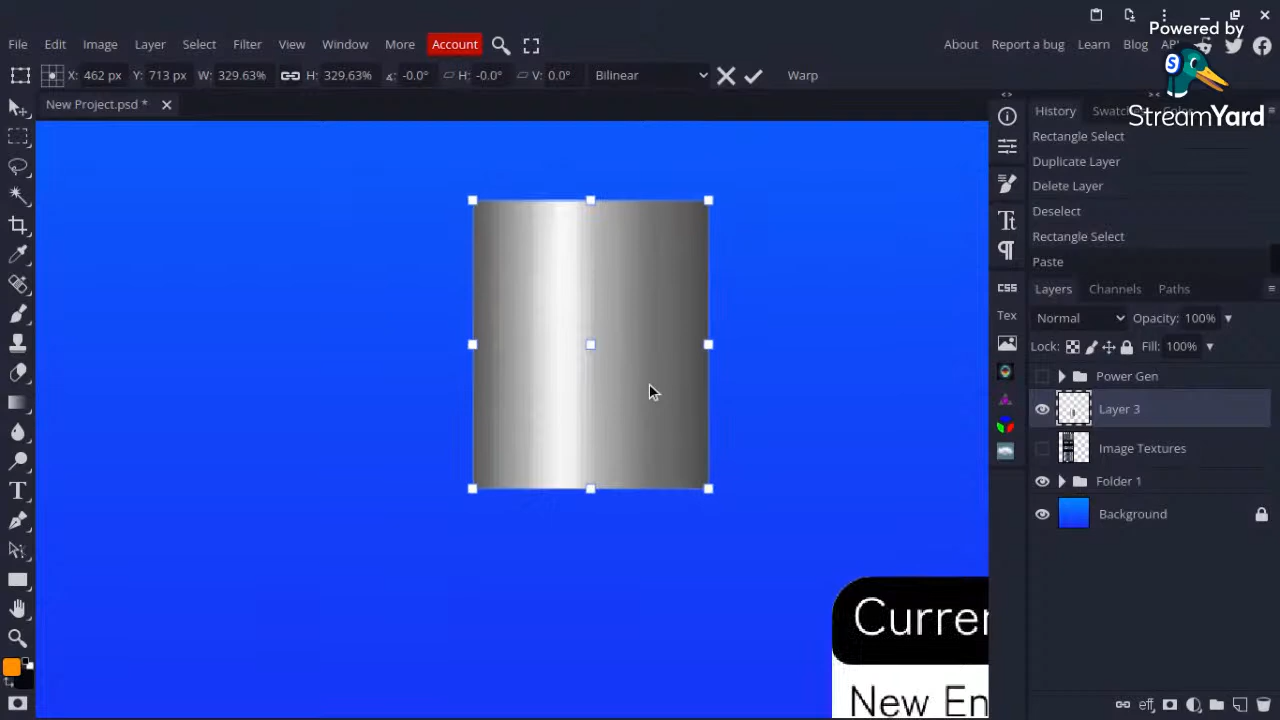 Powered by
StreamYard
File Edit Image Layer Select Filter View Window More Account
About Report a bug Learn Blog
X: 462 px Y: 713 px W: 329.63% H: 329.63% : -0.0° H: -0.0° V: 0.0° Bilinear Warp
New Project.psd *
History
Rectangle Select
Duplicate Layer
Delete Layer
Deselect
Rectangle Select
Paste
Layers Channels Paths
Normal Opacity: 100%
Lock: Fill: 100%
CSS
Tex
Power Gen
Layer 3
Image Textures
Folder 1
Background
eff
Curren
New En